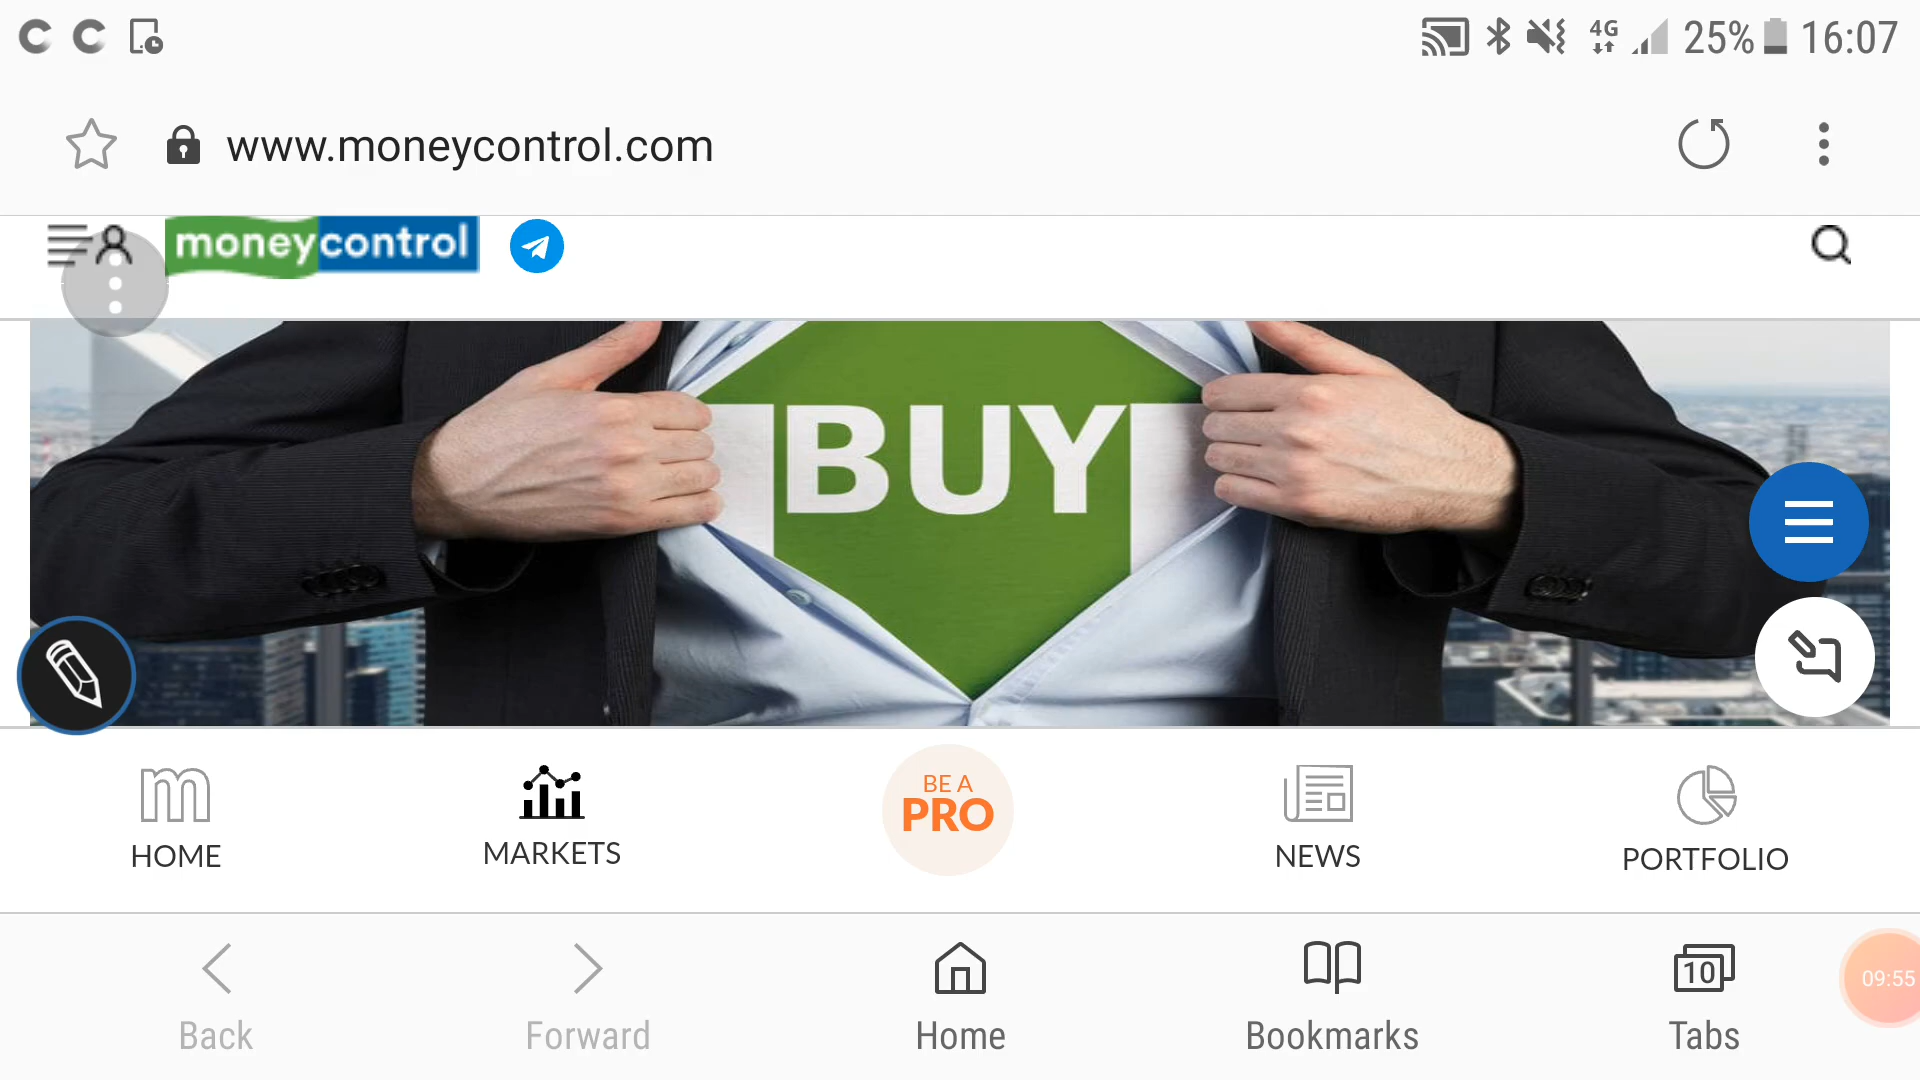 4G 25% 16:07
www.moneycontrol.com
moneycontrol
BUY
BE A
PRO
HOME MARKETS NEWS PORTFOLIO
10
09:55
Back Forward Home Bookmarks Tabs